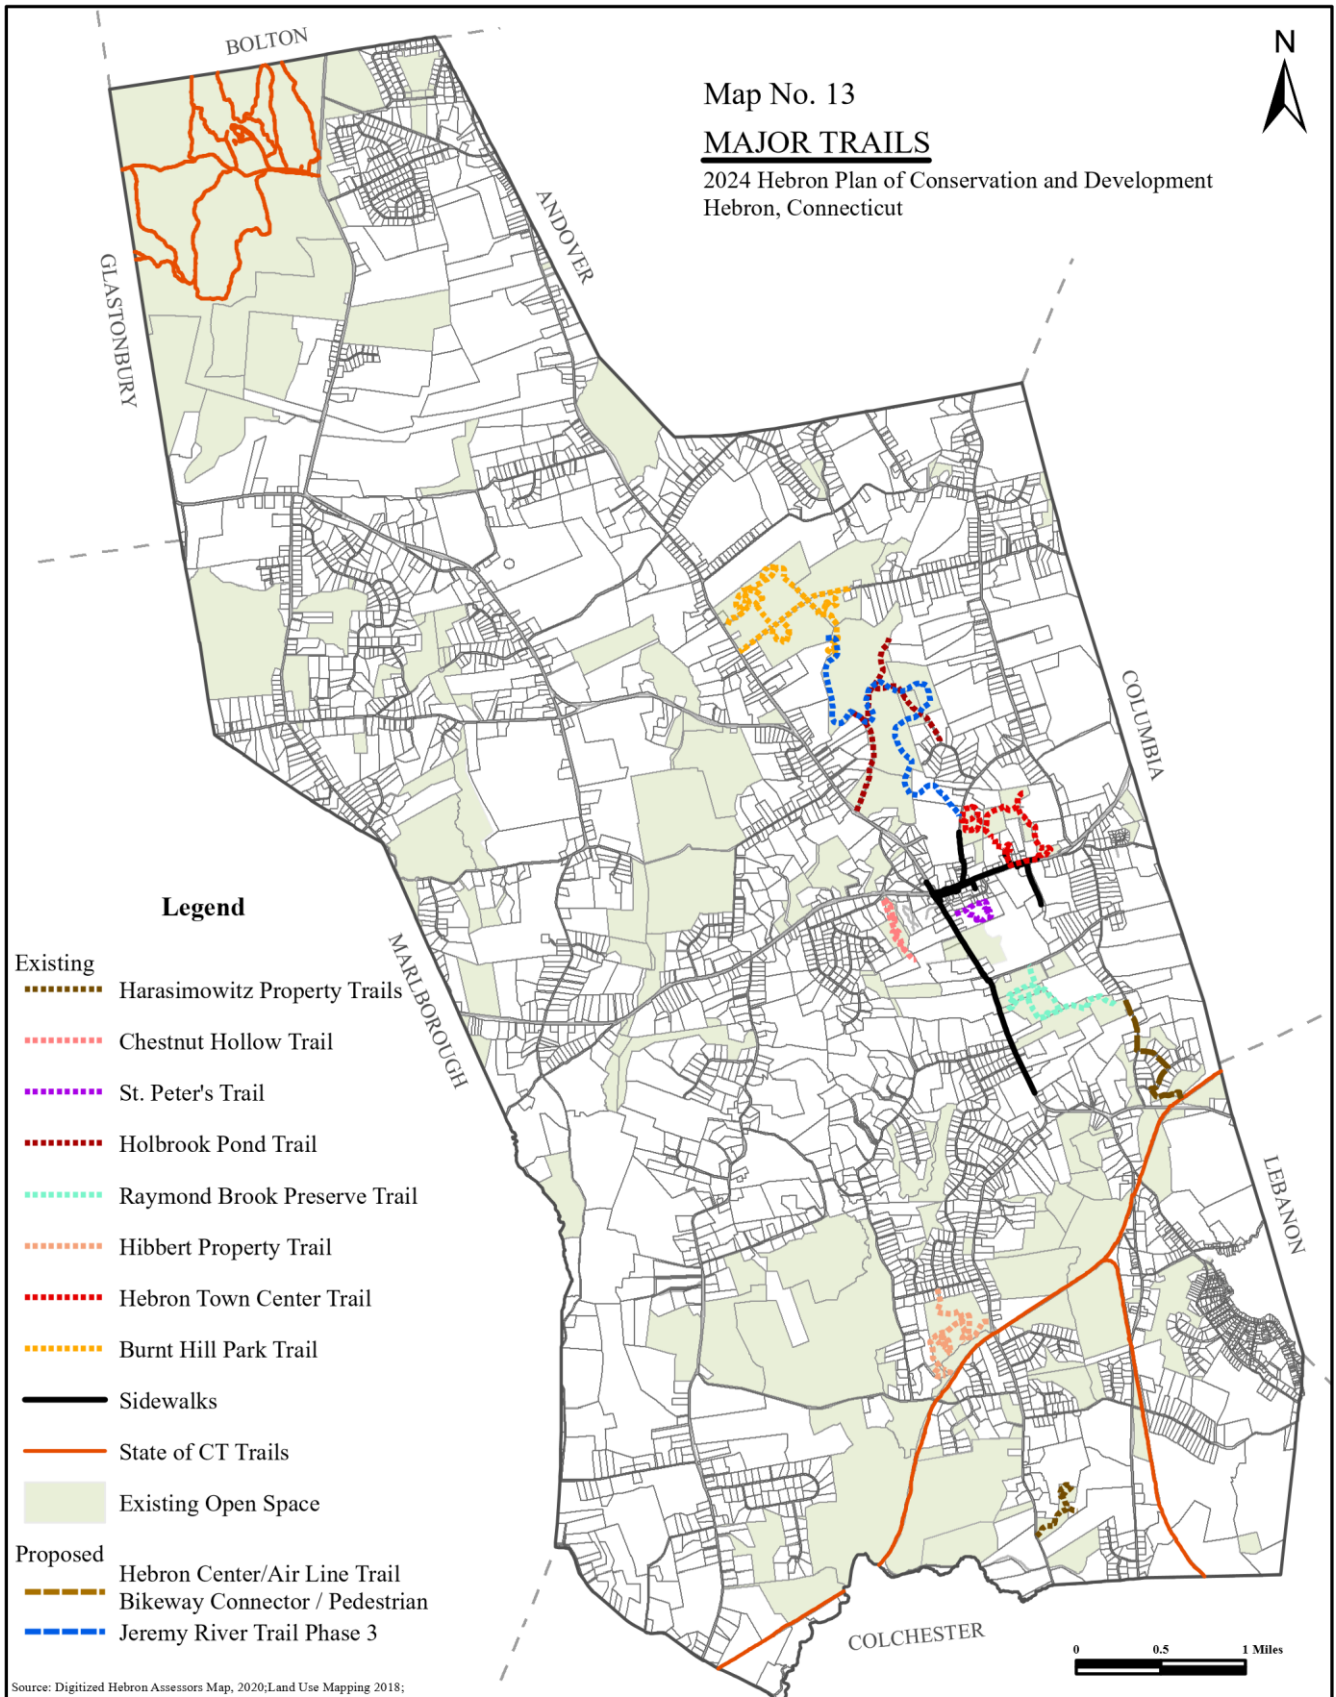 BOLTON
N
Map No. 13
MAJOR TRAILS
2024 Hebron Plan of Conservation and Development
Hebron, Connecticut
ANDOVER
GLASTONBURY
COLUMBIA
MARLBOROUGH
LEBANON
Legend
Existing
Harasimowitz Property Trails
Chestnut Hollow Trail
St. Peter's Trail
Holbrook Pond Trail
Raymond Brook Preserve Trail
Hibbert Property Trail
Hebron Town Center Trail
Burnt Hill Park Trail
Sidewalks
State of CT Trails
Existing Open Space
Proposed
Hebron Center/Air Line Trail
Bikeway Connector / Pedestrian
Jeremy River Trail Phase 3
COLCHESTER
0 0.5 1 Miles
Source: Digitized Hebron Assessors Map, 2020;Land Use Mapping 2018;